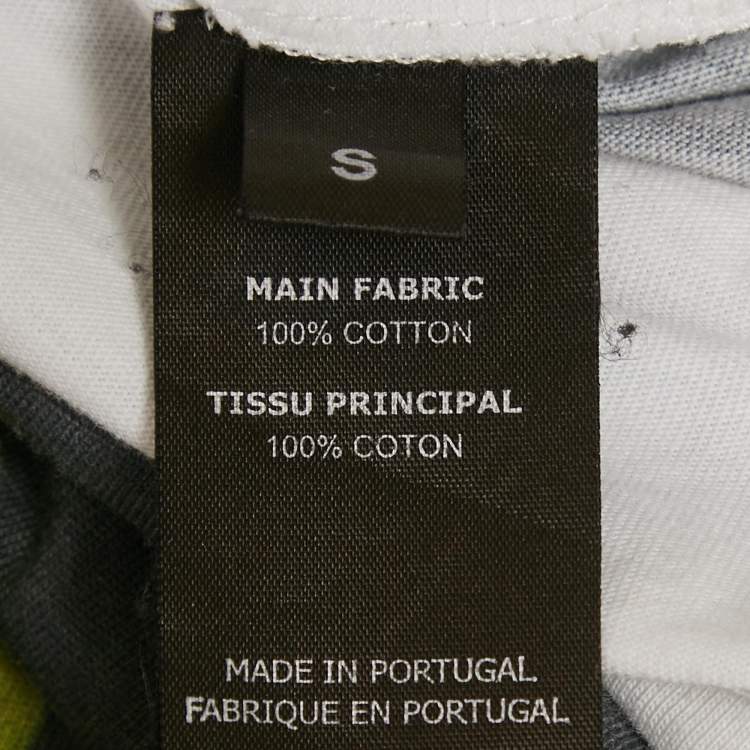 S
MAIN FABRIC
100% COTTON
TISSU PRINCIPAL
100% COTON
MADE IN PORTUGAL
FABRIQUE EN PORTUGAL